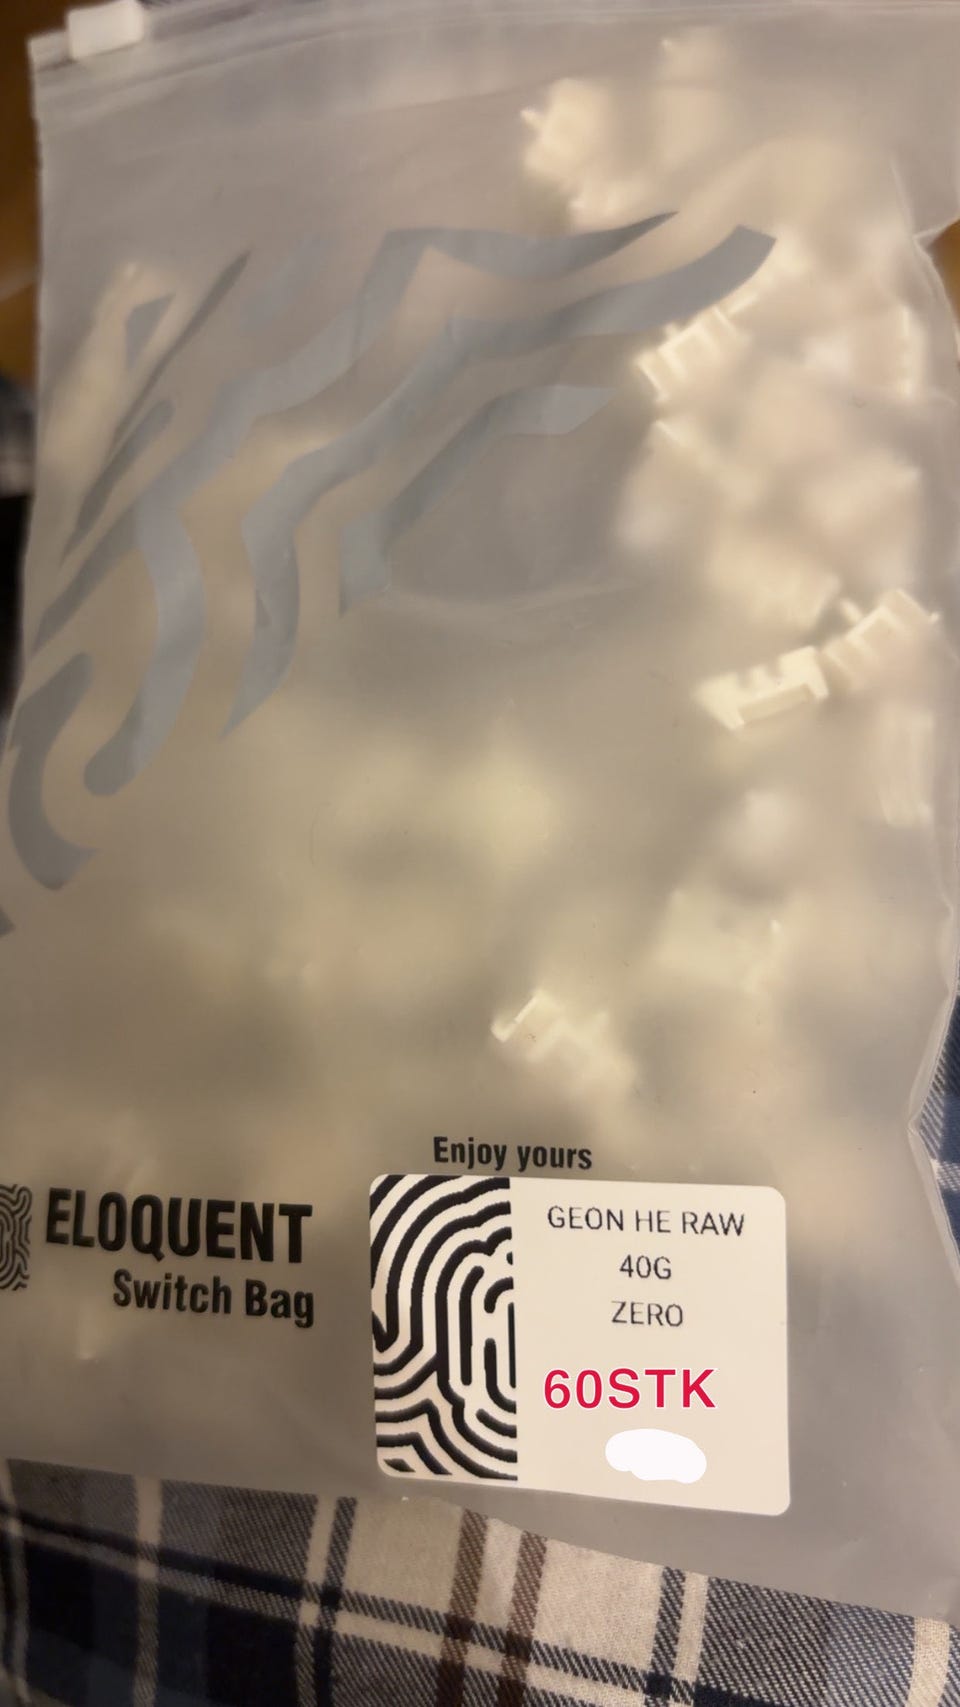 Enjoy yours
ELOQUENT
Switch Bag
GEON HE RAW
40G
ZERO
60STK